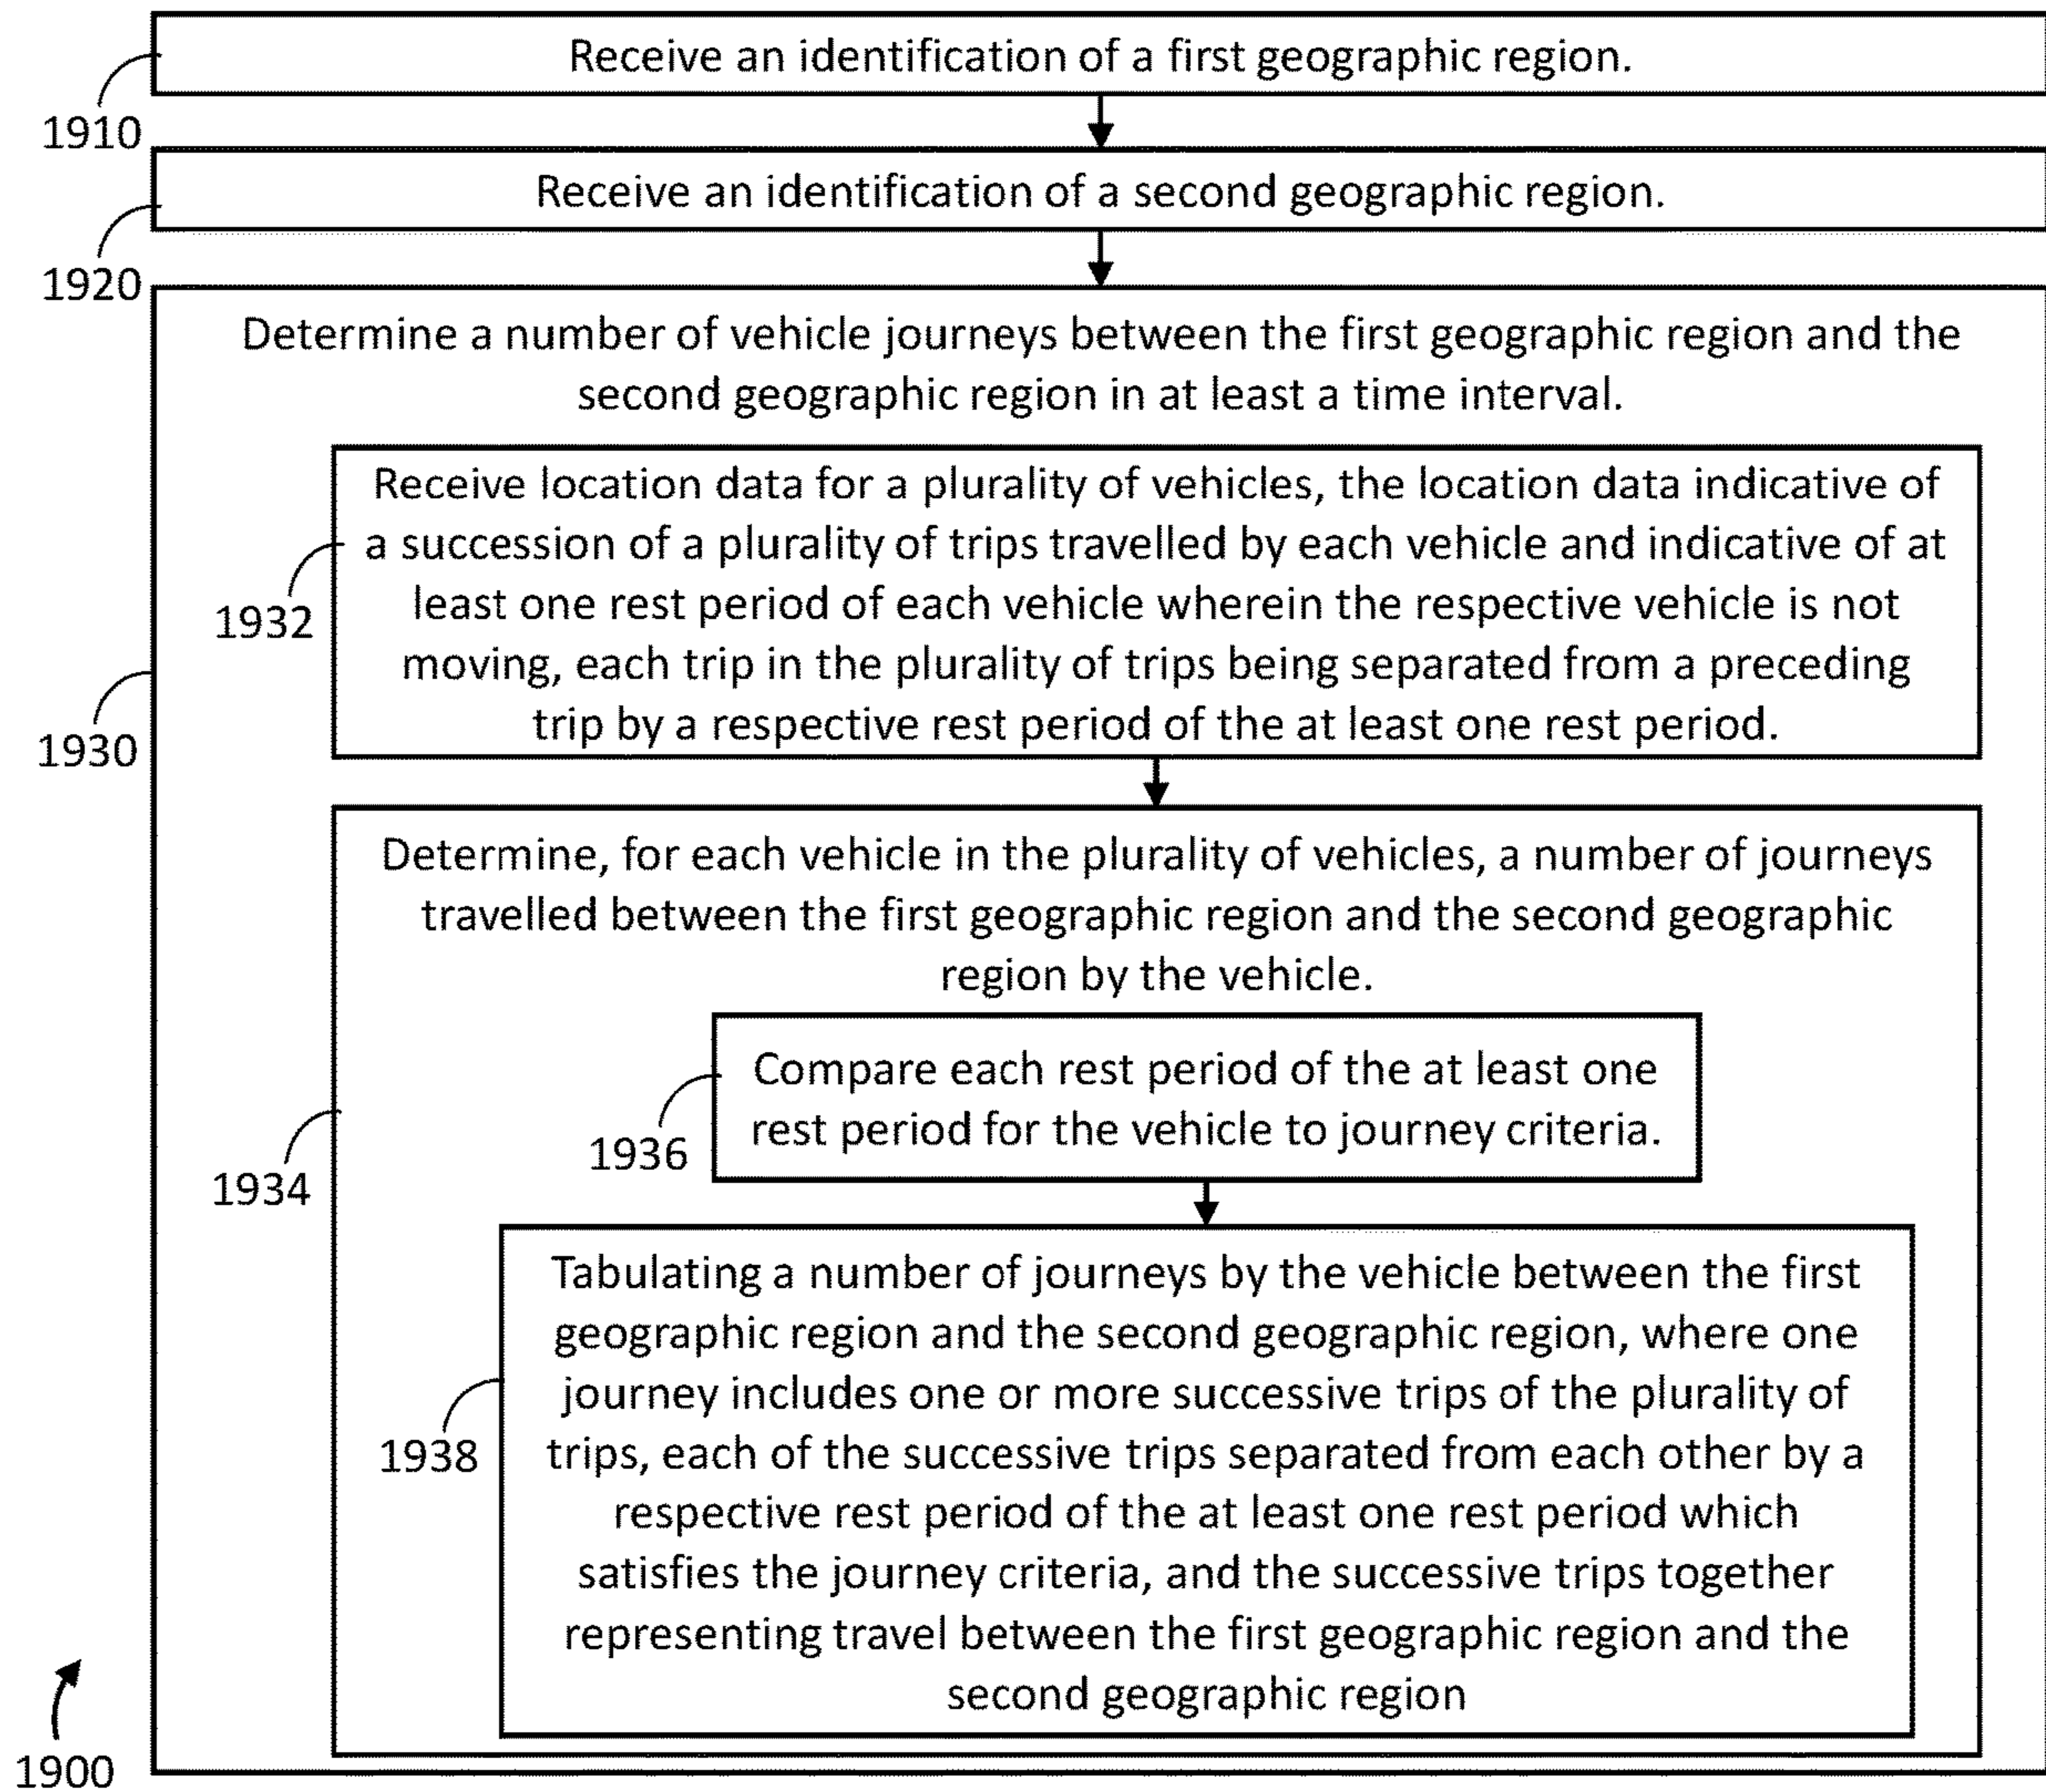 Receive an identification of a first geographic region.
1910
Receive an identification of a second geographic region.
1920
Determine a number of vehicle journeys between the first geographic region and the
second geographic region in at least a time interval.
Receive location data for a plurality of vehicles, the location data indicative of
a succession of a plurality of trips travelled by each vehicle and indicative of at
least one rest period of each vehicle wherein the respective vehicle is not
moving, each trip in the plurality of trips being separated from a preceding
trip by a respective rest period of the at least one rest period.
1932
1930
Determine, for each vehicle in the plurality of vehicles, a number of journeys
travelled between the first geographic region and the second geographic
region by the vehicle.
Compare each rest period of the at least one
rest period for the vehicle to journey criteria.
1936
1934
Tabulating a number of journeys by the vehicle between the first
geographic region and the second geographic region, where one
journey includes one or more successive trips of the plurality of
trips, each of the successive trips separated from each other by a
respective rest period of the at least one rest period which
satisfies the journey criteria, and the successive trips together
representing travel between the first geographic region and the
second geographic region
1938
1900